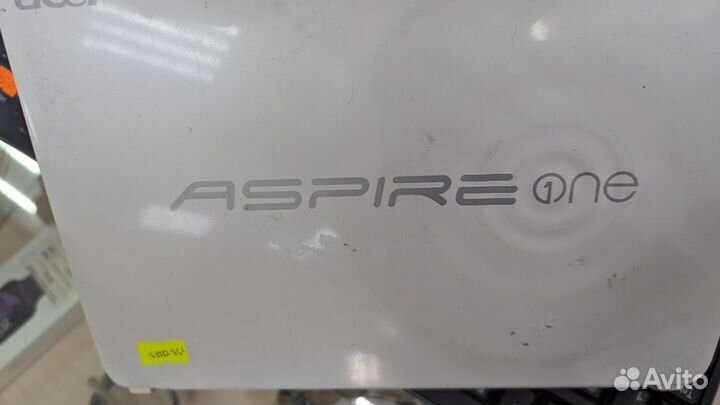 acer
ASPIRE one
Avito